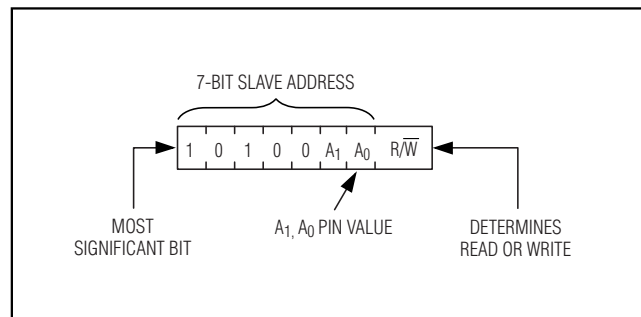 7-BIT SLAVE ADDRESS
1 0 1 0 0 A1 A0 R/W̅
MOST
SIGNIFICANT BIT
A1, A0 PIN VALUE
DETERMINES
READ OR WRITE